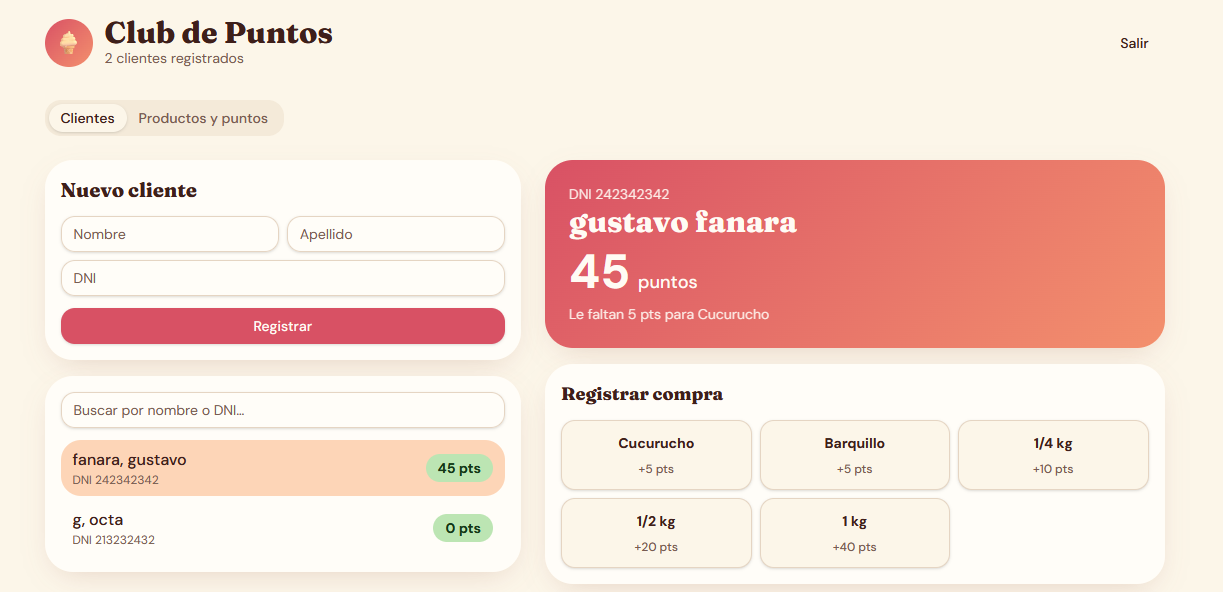 Club de Puntos
2 clientes registrados
Salir
Clientes
Productos y puntos
Nuevo cliente
Nombre
Apellido
DNI
Registrar
Buscar por nombre o DNI...
fanara, gustavo
DNI 242342342
45 pts
g, octa
DNI 213232432
0 pts
DNI 242342342
gustavo fanara
45 puntos
Le faltan 5 pts para Cucurucho
Registrar compra
Cucurucho
+5 pts
Barquillo
+5 pts
1/4 kg
+10 pts
1/2 kg
+20 pts
1 kg
+40 pts